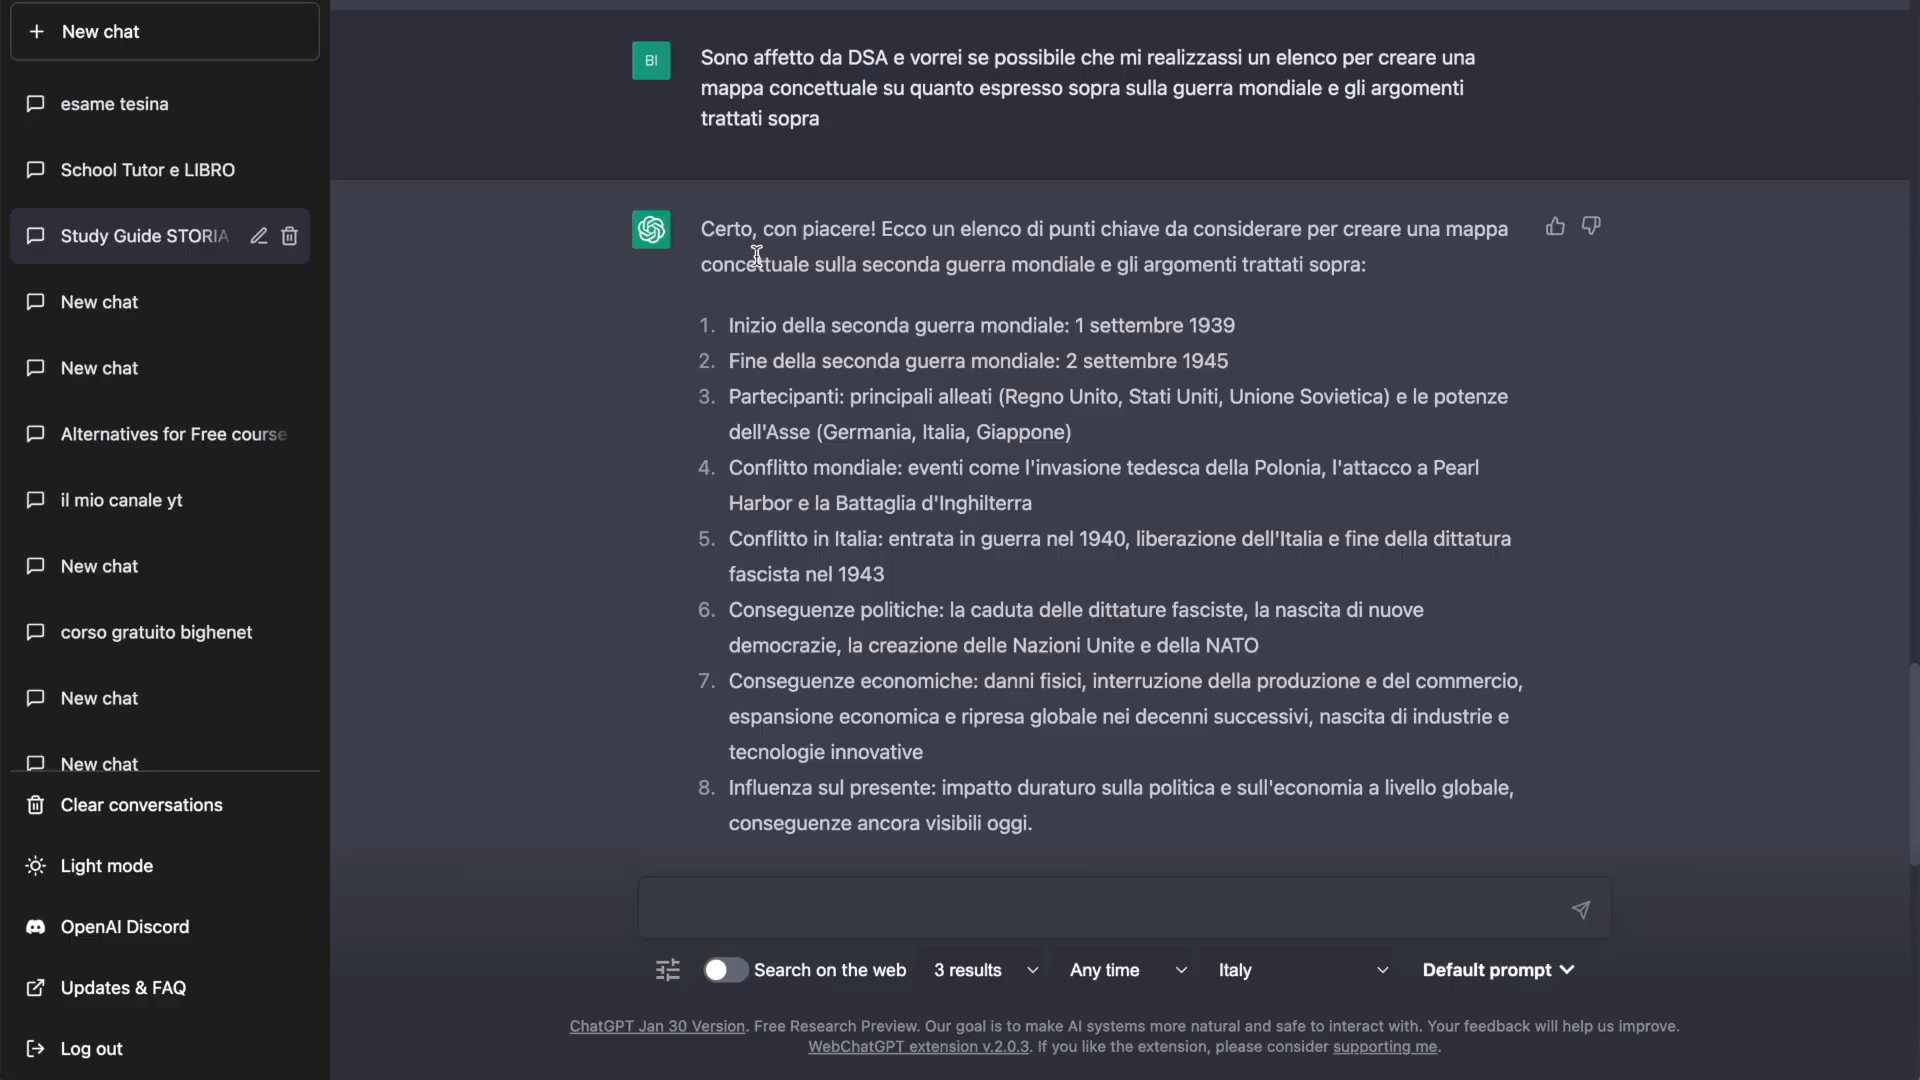 New chat
esame tesina
School Tutor e LIBRO
Study Guide STORIA
New chat
New chat
Alternatives for Free course
il mio canale yt
New chat
corso gratuito bighenet
New chat
New chat
Clear conversations
Light mode
OpenAI Discord
Updates & FAQ
Log out
BI
Sono affetto da DSA e vorrei se possibile che mi realizzassi un elenco per creare una
mappa concettuale su quanto espresso sopra sulla guerra mondiale e gli argomenti
trattati sopra
Certo, con piacere! Ecco un elenco di punti chiave da considerare per creare una mappa
concettuale sulla seconda guerra mondiale e gli argomenti trattati sopra:
1. Inizio della seconda guerra mondiale: 1 settembre 1939
2. Fine della seconda guerra mondiale: 2 settembre 1945
3. Partecipanti: principali alleati (Regno Unito, Stati Uniti, Unione Sovietica) e le potenze
dell'Asse (Germania, Italia, Giappone)
4. Conflitto mondiale: eventi come l'invasione tedesca della Polonia, l'attacco a Pearl
Harbor e la Battaglia d'Inghilterra
5. Conflitto in Italia: entrata in guerra nel 1940, liberazione dell'Italia e fine della dittatura
fascista nel 1943
6. Conseguenze politiche: la caduta delle dittature fasciste, la nascita di nuove
democrazie, la creazione delle Nazioni Unite e della NATO
7. Conseguenze economiche: danni fisici, interruzione della produzione e del commercio,
espansione economica e ripresa globale nei decenni successivi, nascita di industrie e
tecnologie innovative
8. Influenza sul presente: impatto duraturo sulla politica e sull'economia a livello globale,
conseguenze ancora visibili oggi.
Search on the web 3 results Any time Italy Default prompt
ChatGPT Jan 30 Version. Free Research Preview. Our goal is to make AI systems more natural and safe to interact with. Your feedback will help us improve.
WebChatGPT extension v.2.0.3. If you like the extension, please consider supporting me.